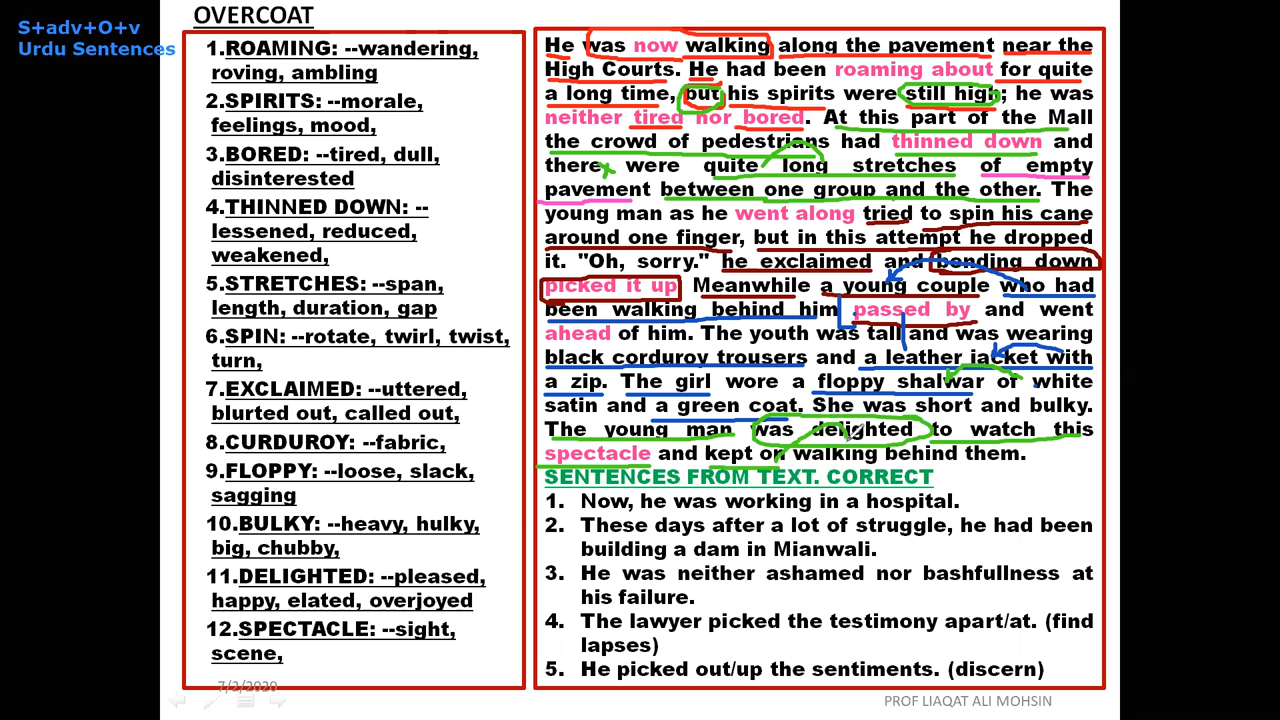 S+adv+O+v
Urdu Sentences
OVERCOAT
1.ROAMING: --wandering,
roving, ambling
2.SPIRITS: --morale,
feelings, mood,
3.BORED: --tired, dull,
disinterested
4.THINNED DOWN: --
lessened, reduced,
weakened,
5.STRETCHES: --span,
length, duration, gap
6.SPIN: --rotate, twirl, twist,
turn,
7.EXCLAIMED: --uttered,
blurted out, called out,
8.CURDUROY: --fabric,
9.FLOPPY: --loose, slack,
sagging
10.BULKY: --heavy, hulky,
big, chubby,
11.DELIGHTED: --pleased,
happy, elated, overjoyed
12.SPECTACLE: --sight,
scene,
7/2/2020
He was now walking along the pavement near the
High Courts. He had been roaming about for quite
a long time, but his spirits were still high; he was
neither tired nor bored. At this part of the Mall
the crowd of pedestrians had thinned down and
there were quite long stretches of empty
pavement between one group and the other. The
young man as he went along tried to spin his cane
around one finger, but in this attempt he dropped
it. "Oh, sorry." he exclaimed and bending down
picked it up. Meanwhile a young couple who had
been walking behind him passed by and went
ahead of him. The youth was tall and was wearing
black corduroy trousers and a leather jacket with
a zip. The girl wore a floppy shalwar of white
satin and a green coat. She was short and bulky.
The young man was delighted to watch this
spectacle and kept on walking behind them.
SENTENCES FROM TEXT. CORRECT
1. Now, he was working in a hospital.
2. These days after a lot of struggle, he had been
building a dam in Mianwali.
3. He was neither ashamed nor bashfullness at
his failure.
4. The lawyer picked the testimony apart/at. (find
lapses)
5. He picked out/up the sentiments. (discern)
PROF LIAQAT ALI MOHSIN